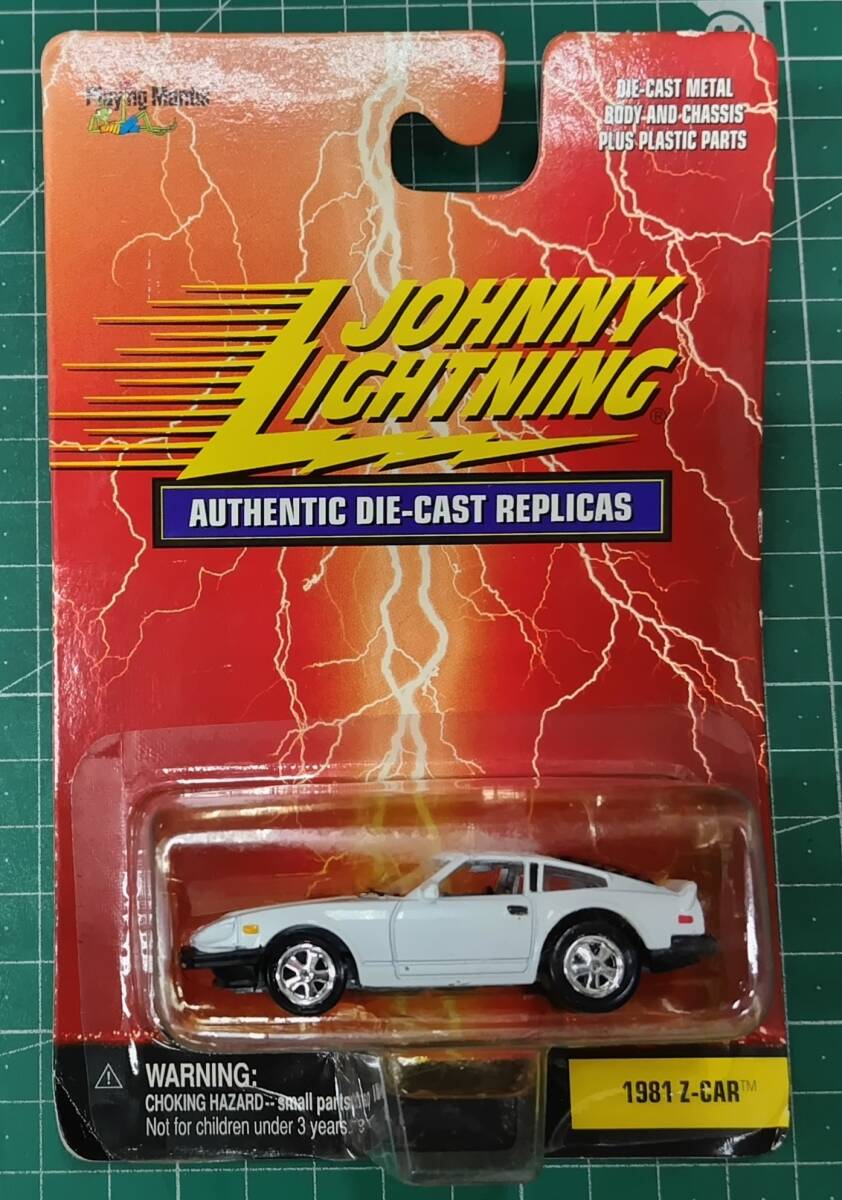 Playing Mantis
DIE-CAST METAL
BODY AND CHASSIS
PLUS PLASTIC PARTS
JOHNNY
LIGHTNING®
AUTHENTIC DIE-CAST REPLICAS
WARNING:
CHOKING HAZARD-- small parts
Not for children under 3 years.
1981 Z-CAR™